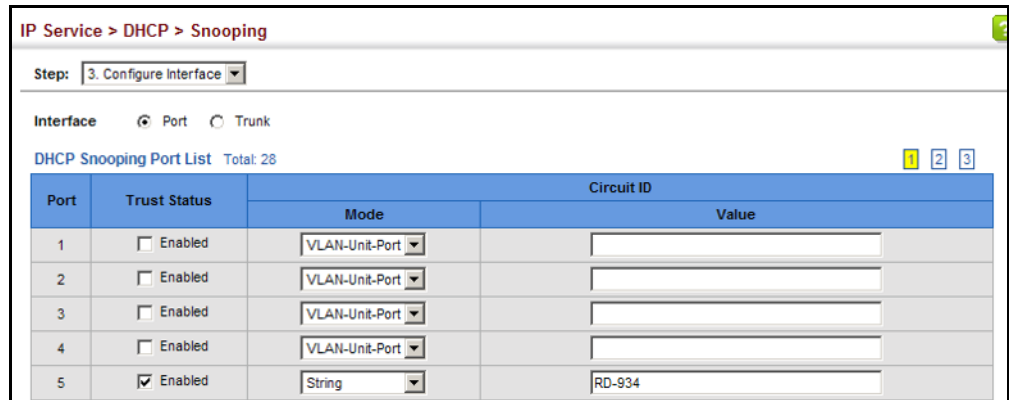 IP Service > DHCP > Snooping
?
Step: 3. Configure Interface
Interface Port Trunk
DHCP Snooping Port List Total: 28 1 2 3
Port Trust Status Circuit ID
Mode Value
1 Enabled VLAN-Unit-Port
2 Enabled VLAN-Unit-Port
3 Enabled VLAN-Unit-Port
4 Enabled VLAN-Unit-Port
5 Enabled String RD-934